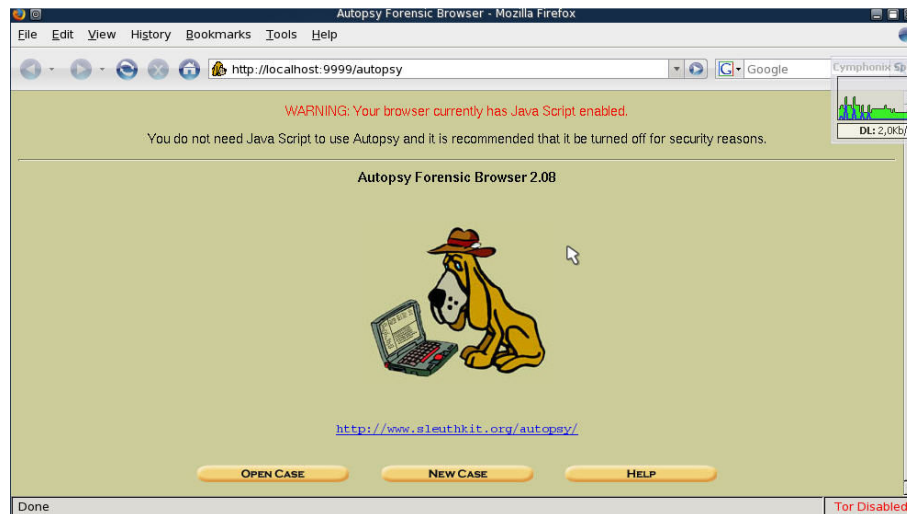 Autopsy Forensic Browser - Mozilla Firefox
File Edit View History Bookmarks Tools Help
http://localhost:9999/autopsy
G Google
Cymphonix Sp
DL: 2,0Kb/
WARNING: Your browser currently has Java Script enabled.
You do not need Java Script to use Autopsy and it is recommended that it be turned off for security reasons.
Autopsy Forensic Browser 2.08
http://www.sleuthkit.org/autopsy/
OPEN CASE
NEW CASE
HELP
Done
Tor Disabled